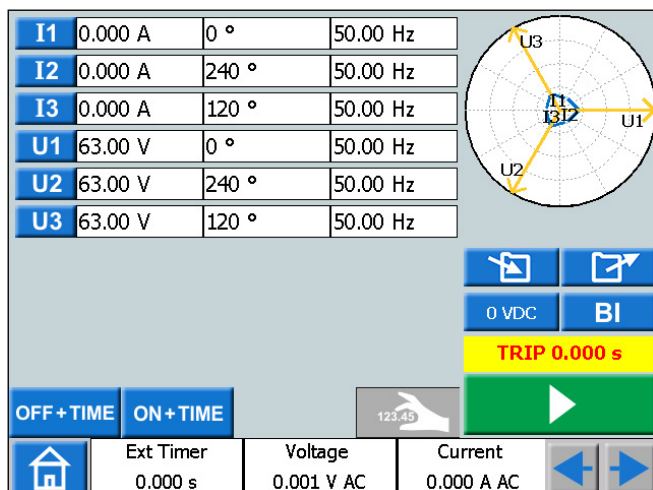 I1 0.000 A 0 ° 50.00 Hz
I2 0.000 A 240 ° 50.00 Hz
I3 0.000 A 120 ° 50.00 Hz
U1 63.00 V 0 ° 50.00 Hz
U2 63.00 V 240 ° 50.00 Hz
U3 63.00 V 120 ° 50.00 Hz
U3
I1
I3 I2
U1
U2
0 VDC BI
TRIP 0.000 s
OFF+TIME ON+TIME 123.45
Ext Timer Voltage Current
0.000 s 0.001 V AC 0.000 A AC